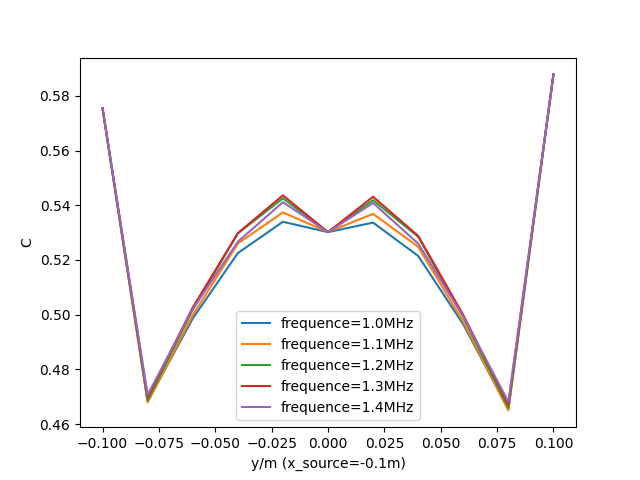 0.58
0.56
0.54
0.52
0.50
0.48
0.46
C
frequence=1.0MHz
frequence=1.1MHz
frequence=1.2MHz
frequence=1.3MHz
frequence=1.4MHz
−0.100 −0.075 −0.050 −0.025 0.000 0.025 0.050 0.075 0.100
y/m (x_source=-0.1m)